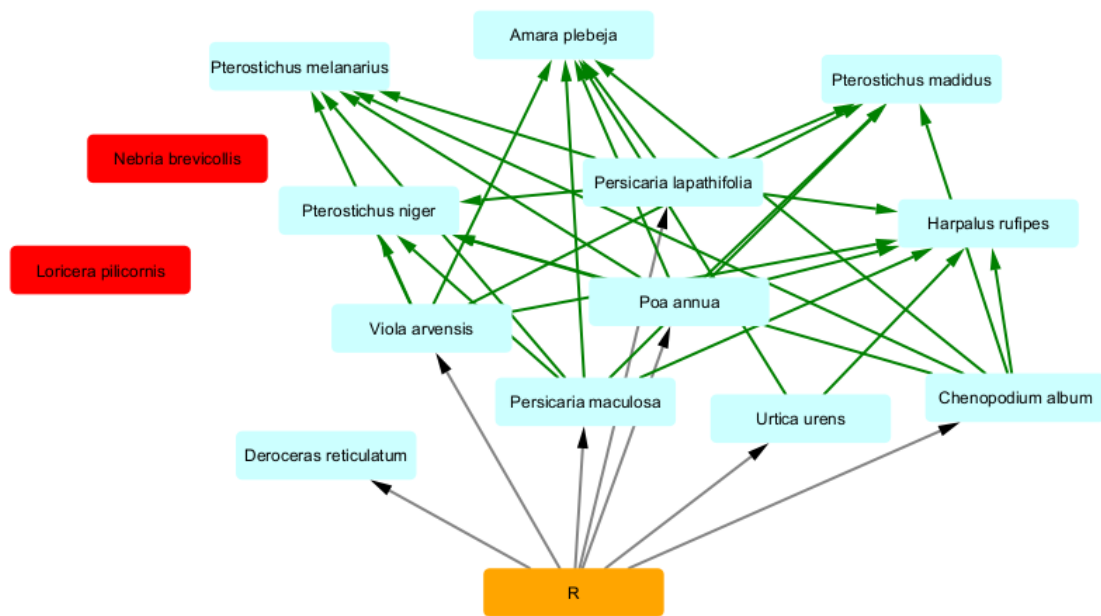 Amara plebeja
Pterostichus melanarius
Pterostichus madidus
Nebria brevicollis
Persicaria lapathifolia
Pterostichus niger
Harpalus rufipes
Loricera pilicornis
Poa annua
Viola arvensis
Persicaria maculosa
Chenopodium album
Urtica urens
Deroceras reticulatum
R